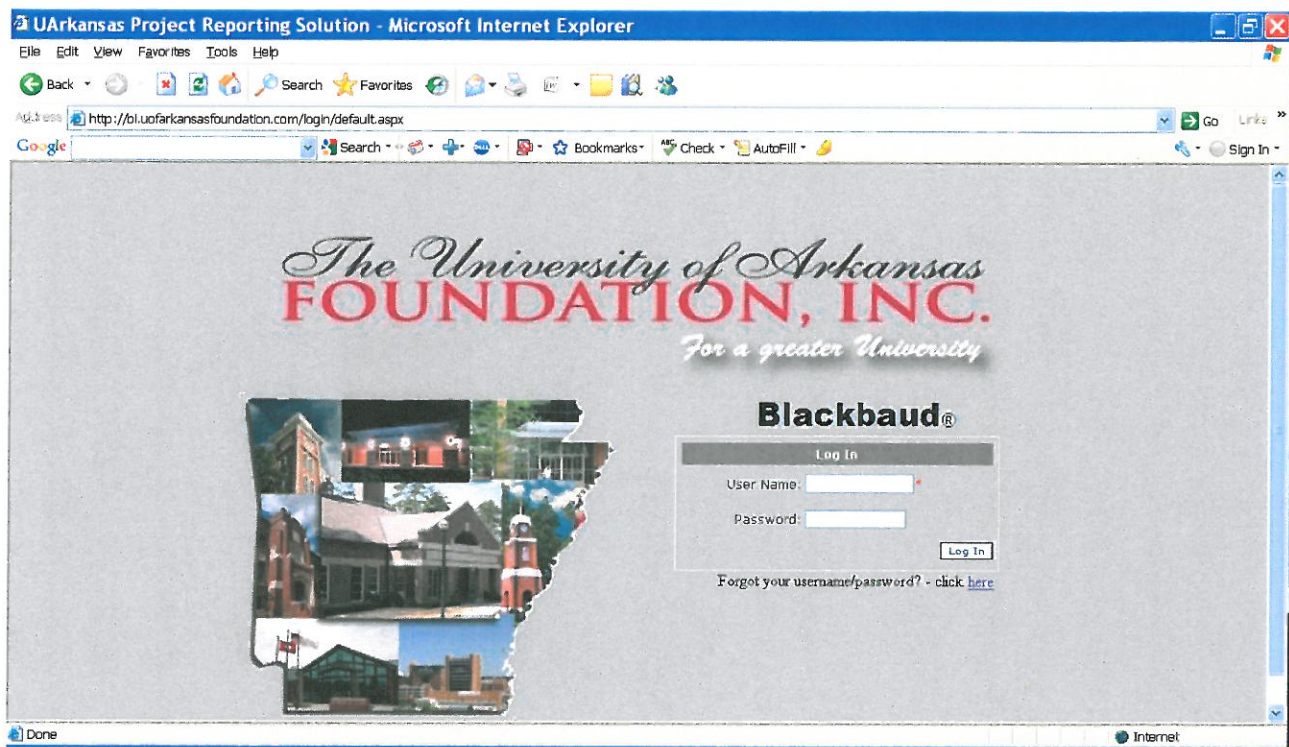 UArkansas Project Reporting Solution - Microsoft Internet Explorer
File Edit View Favorites Tools Help
Back Search Favorites
Address http://bi.uofarkansasfoundation.com/login/default.aspx Go Links »
Google Search Bookmarks Check AutoFill Sign In
The University of Arkansas
FOUNDATION, INC.
For a greater University
Blackbaud®
Log In
User Name: *
Password:
Log In
Forgot your username/password? - click here
Done Internet